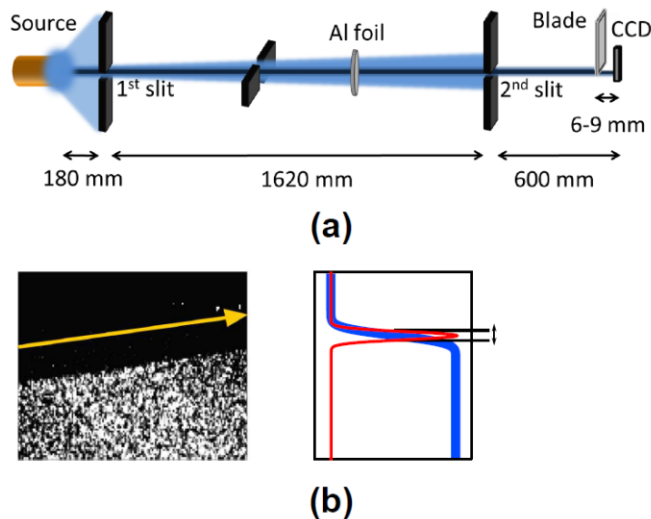 Source
Al foil
Blade
CCD
1st slit
2nd slit
6-9 mm
180 mm
1620 mm
600 mm
(a)
(b)